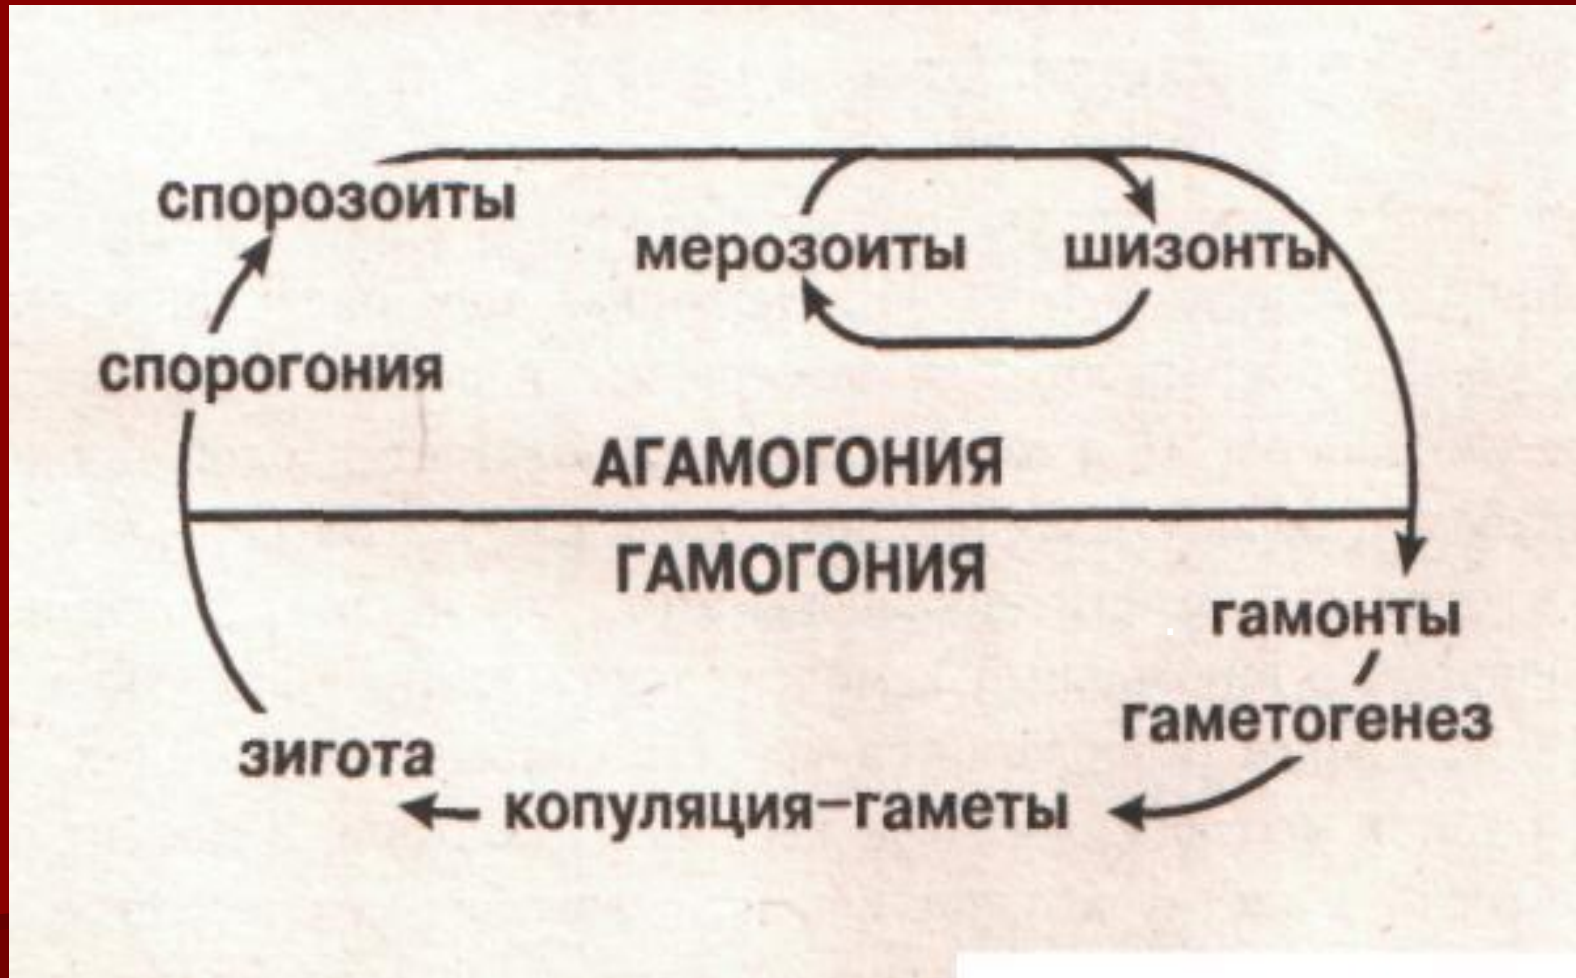 спорозоиты
мерозоиты шизонты
спорогония
АГАМОГОНИЯ
ГАМОГОНИЯ
гамонты
гаметогенез
зигота
копуляция–гаметы